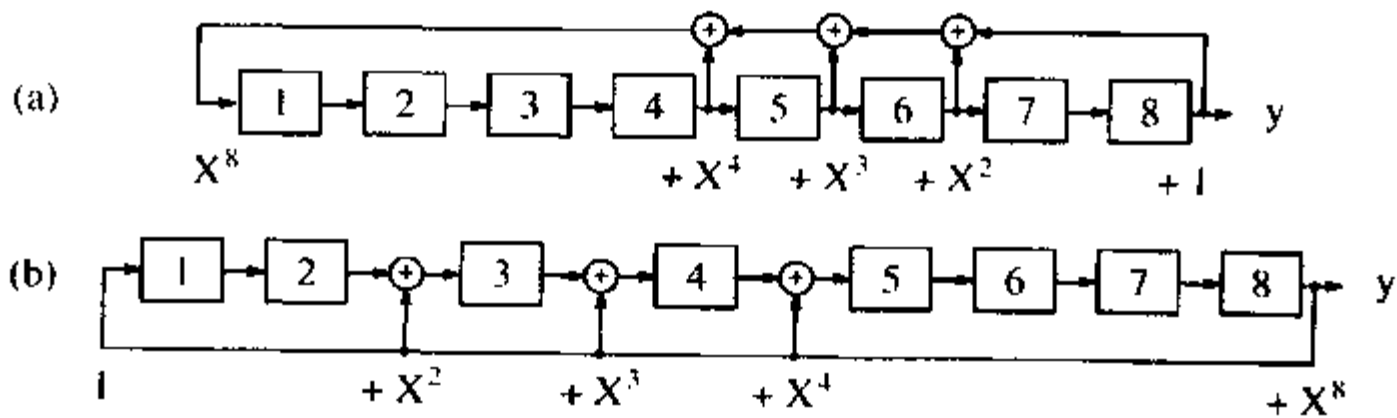 + + +
(a) 1 2 3 4 5 6 7 8 y
X⁸ + X⁴ + X³ + X² + 1
(b) 1 2 + 3 + 4 + 5 6 7 8 y
1 + X² + X³ + X⁴ + X⁸